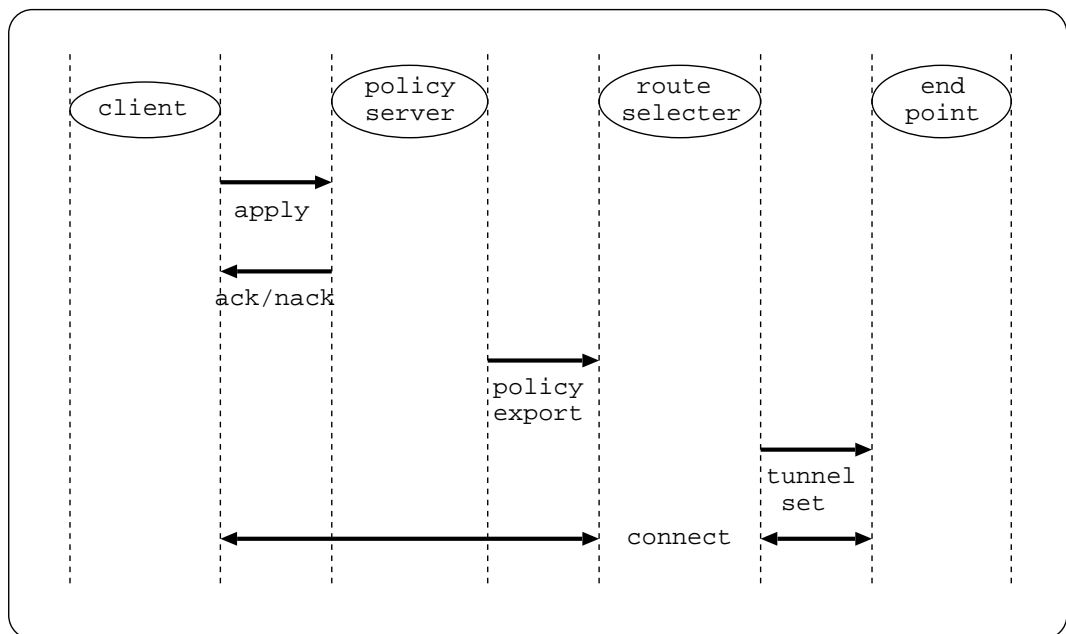 client
policy
server
route
selecter
end
point
apply
ack/nack
policy
export
tunnel
set
connect